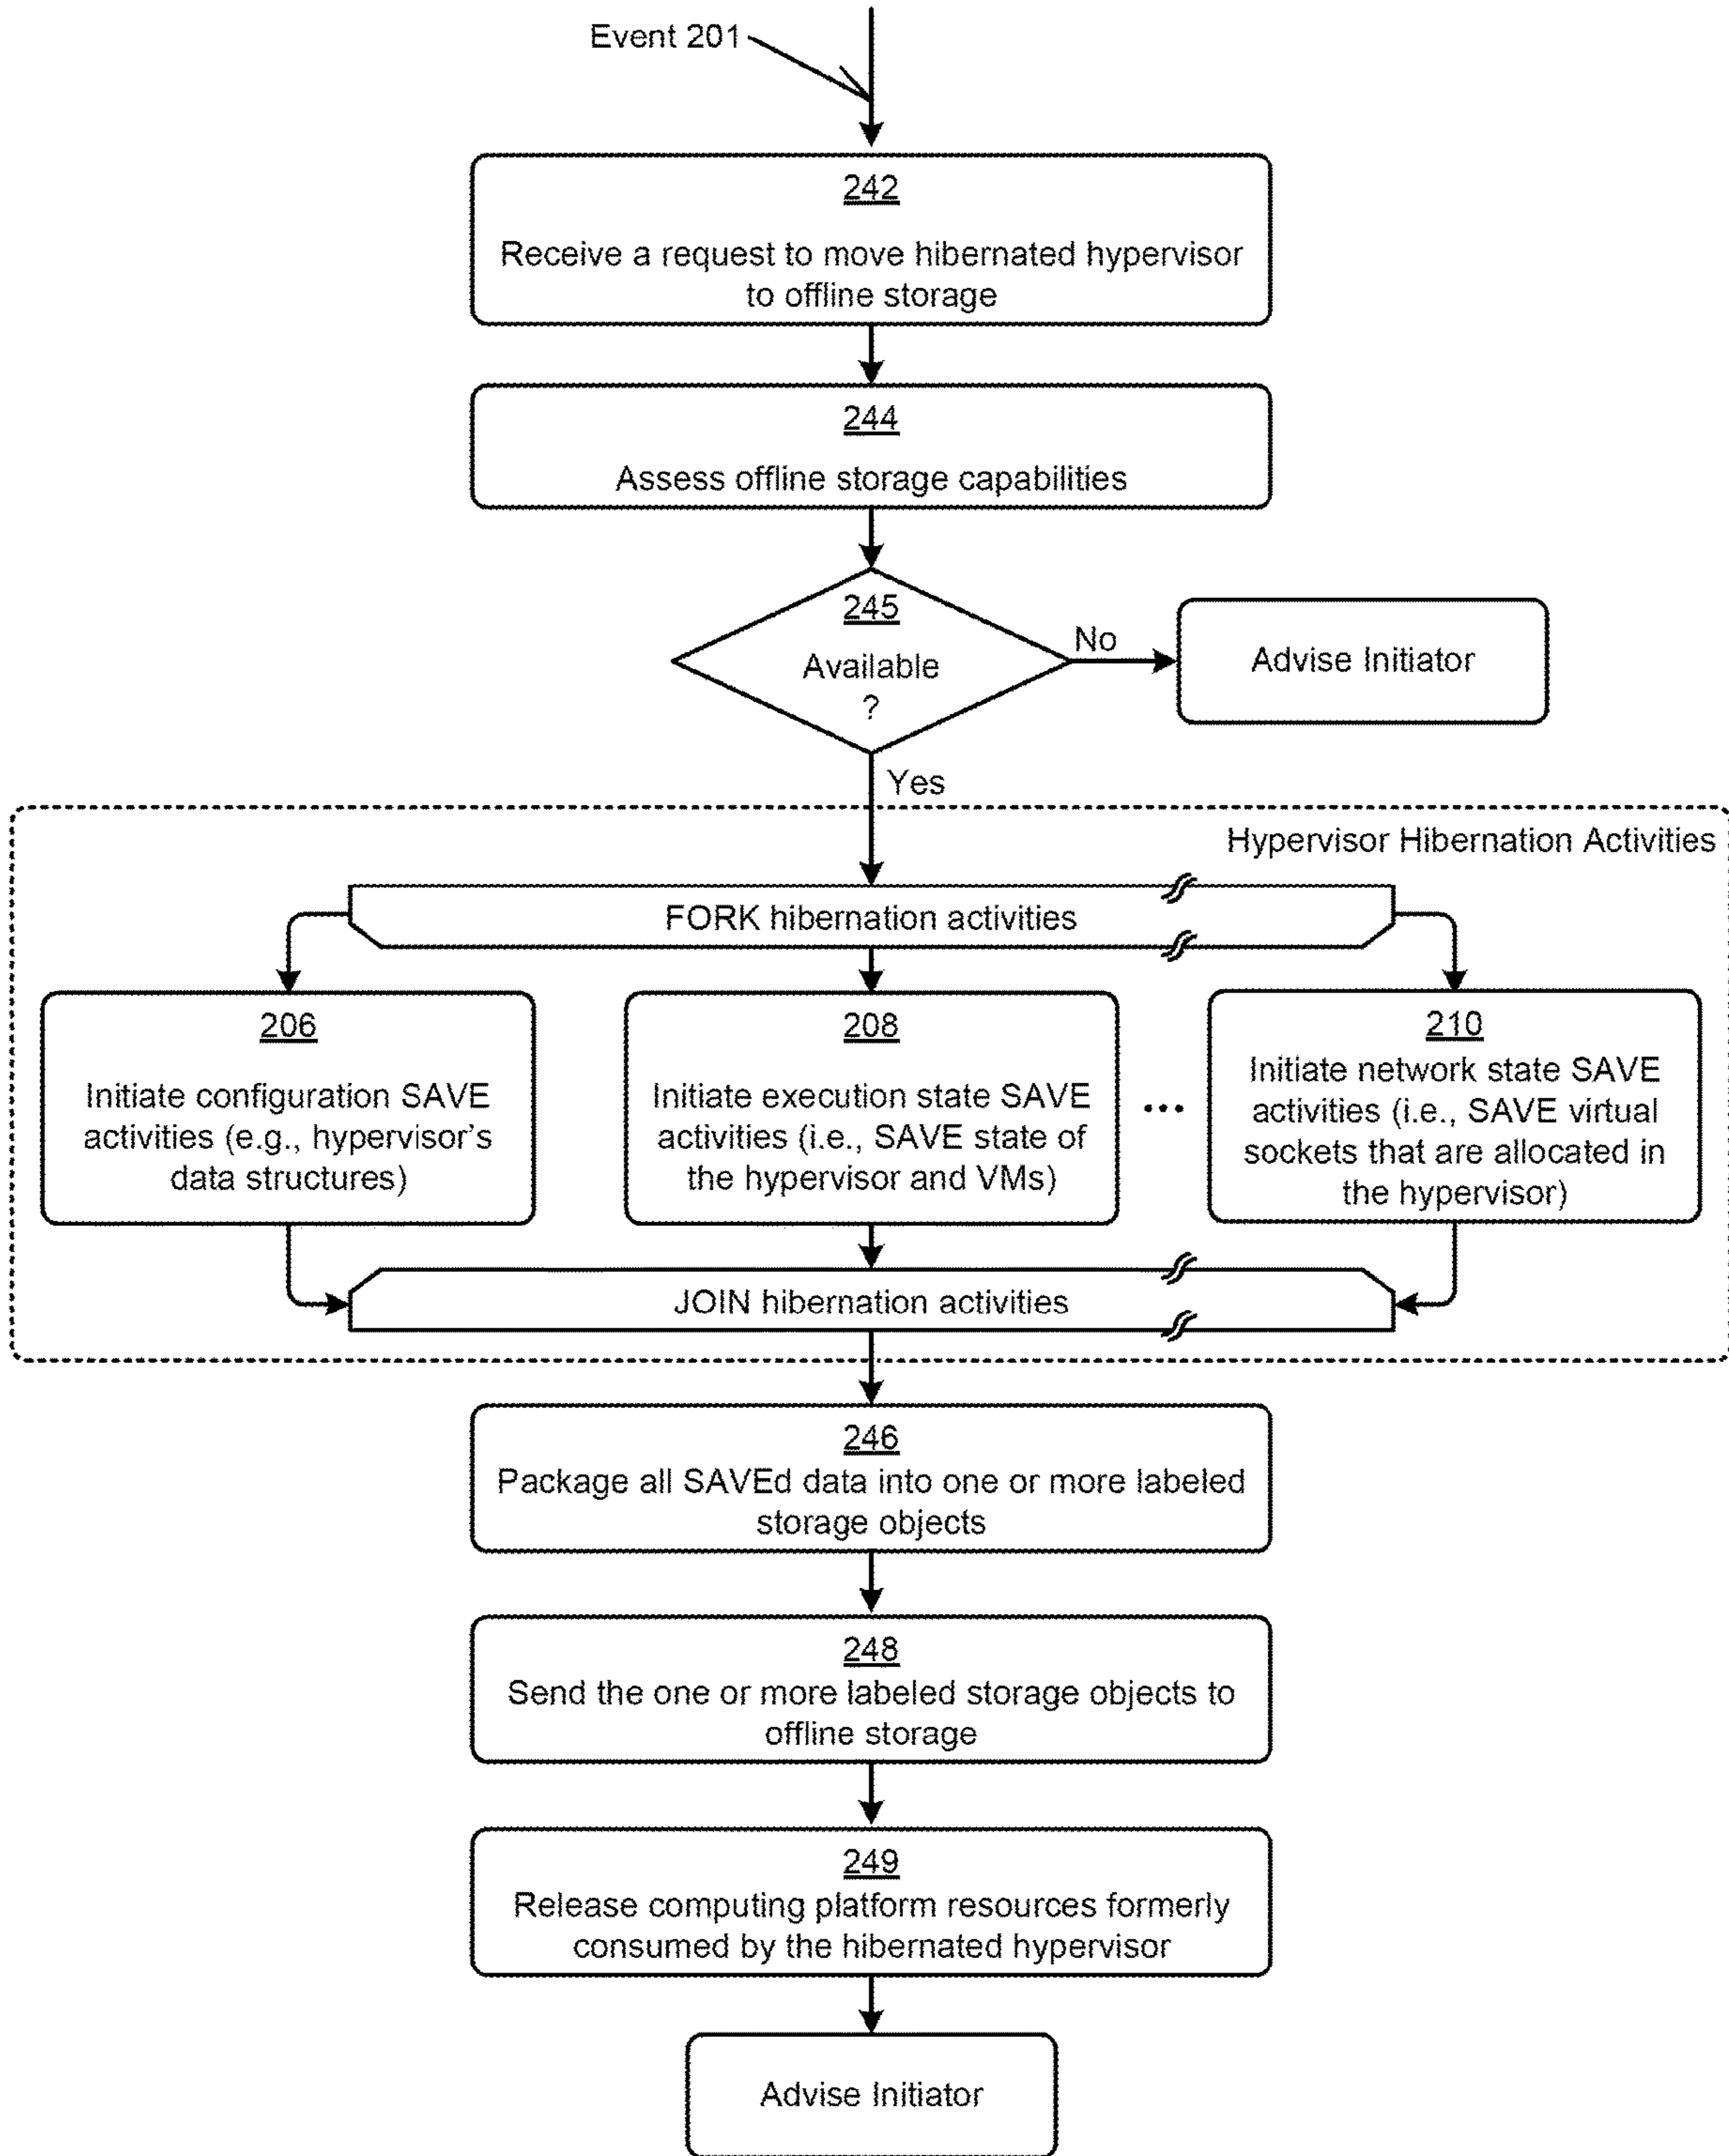 Event 201
242
Receive a request to move hibernated hypervisor
to offline storage
244
Assess offline storage capabilities
245
Available
?
No
Advise Initiator
Yes
Hypervisor Hibernation Activities
FORK hibernation activities
206
Initiate configuration SAVE
activities (e.g., hypervisor's
data structures)
208
Initiate execution state SAVE
activities (i.e., SAVE state of
the hypervisor and VMs)
...
210
Initiate network state SAVE
activities (i.e., SAVE virtual
sockets that are allocated in
the hypervisor)
JOIN hibernation activities
246
Package all SAVEd data into one or more labeled
storage objects
248
Send the one or more labeled storage objects to
offline storage
249
Release computing platform resources formerly
consumed by the hibernated hypervisor
Advise Initiator